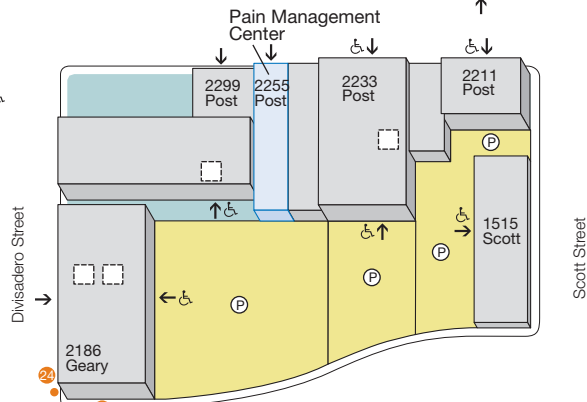 Pain Management
Center
2299
Post
2255
Post
2233
Post
2211
Post
P
1515
Scott
P
P
P
2186
Geary
24
Divisadero Street
Scott Street